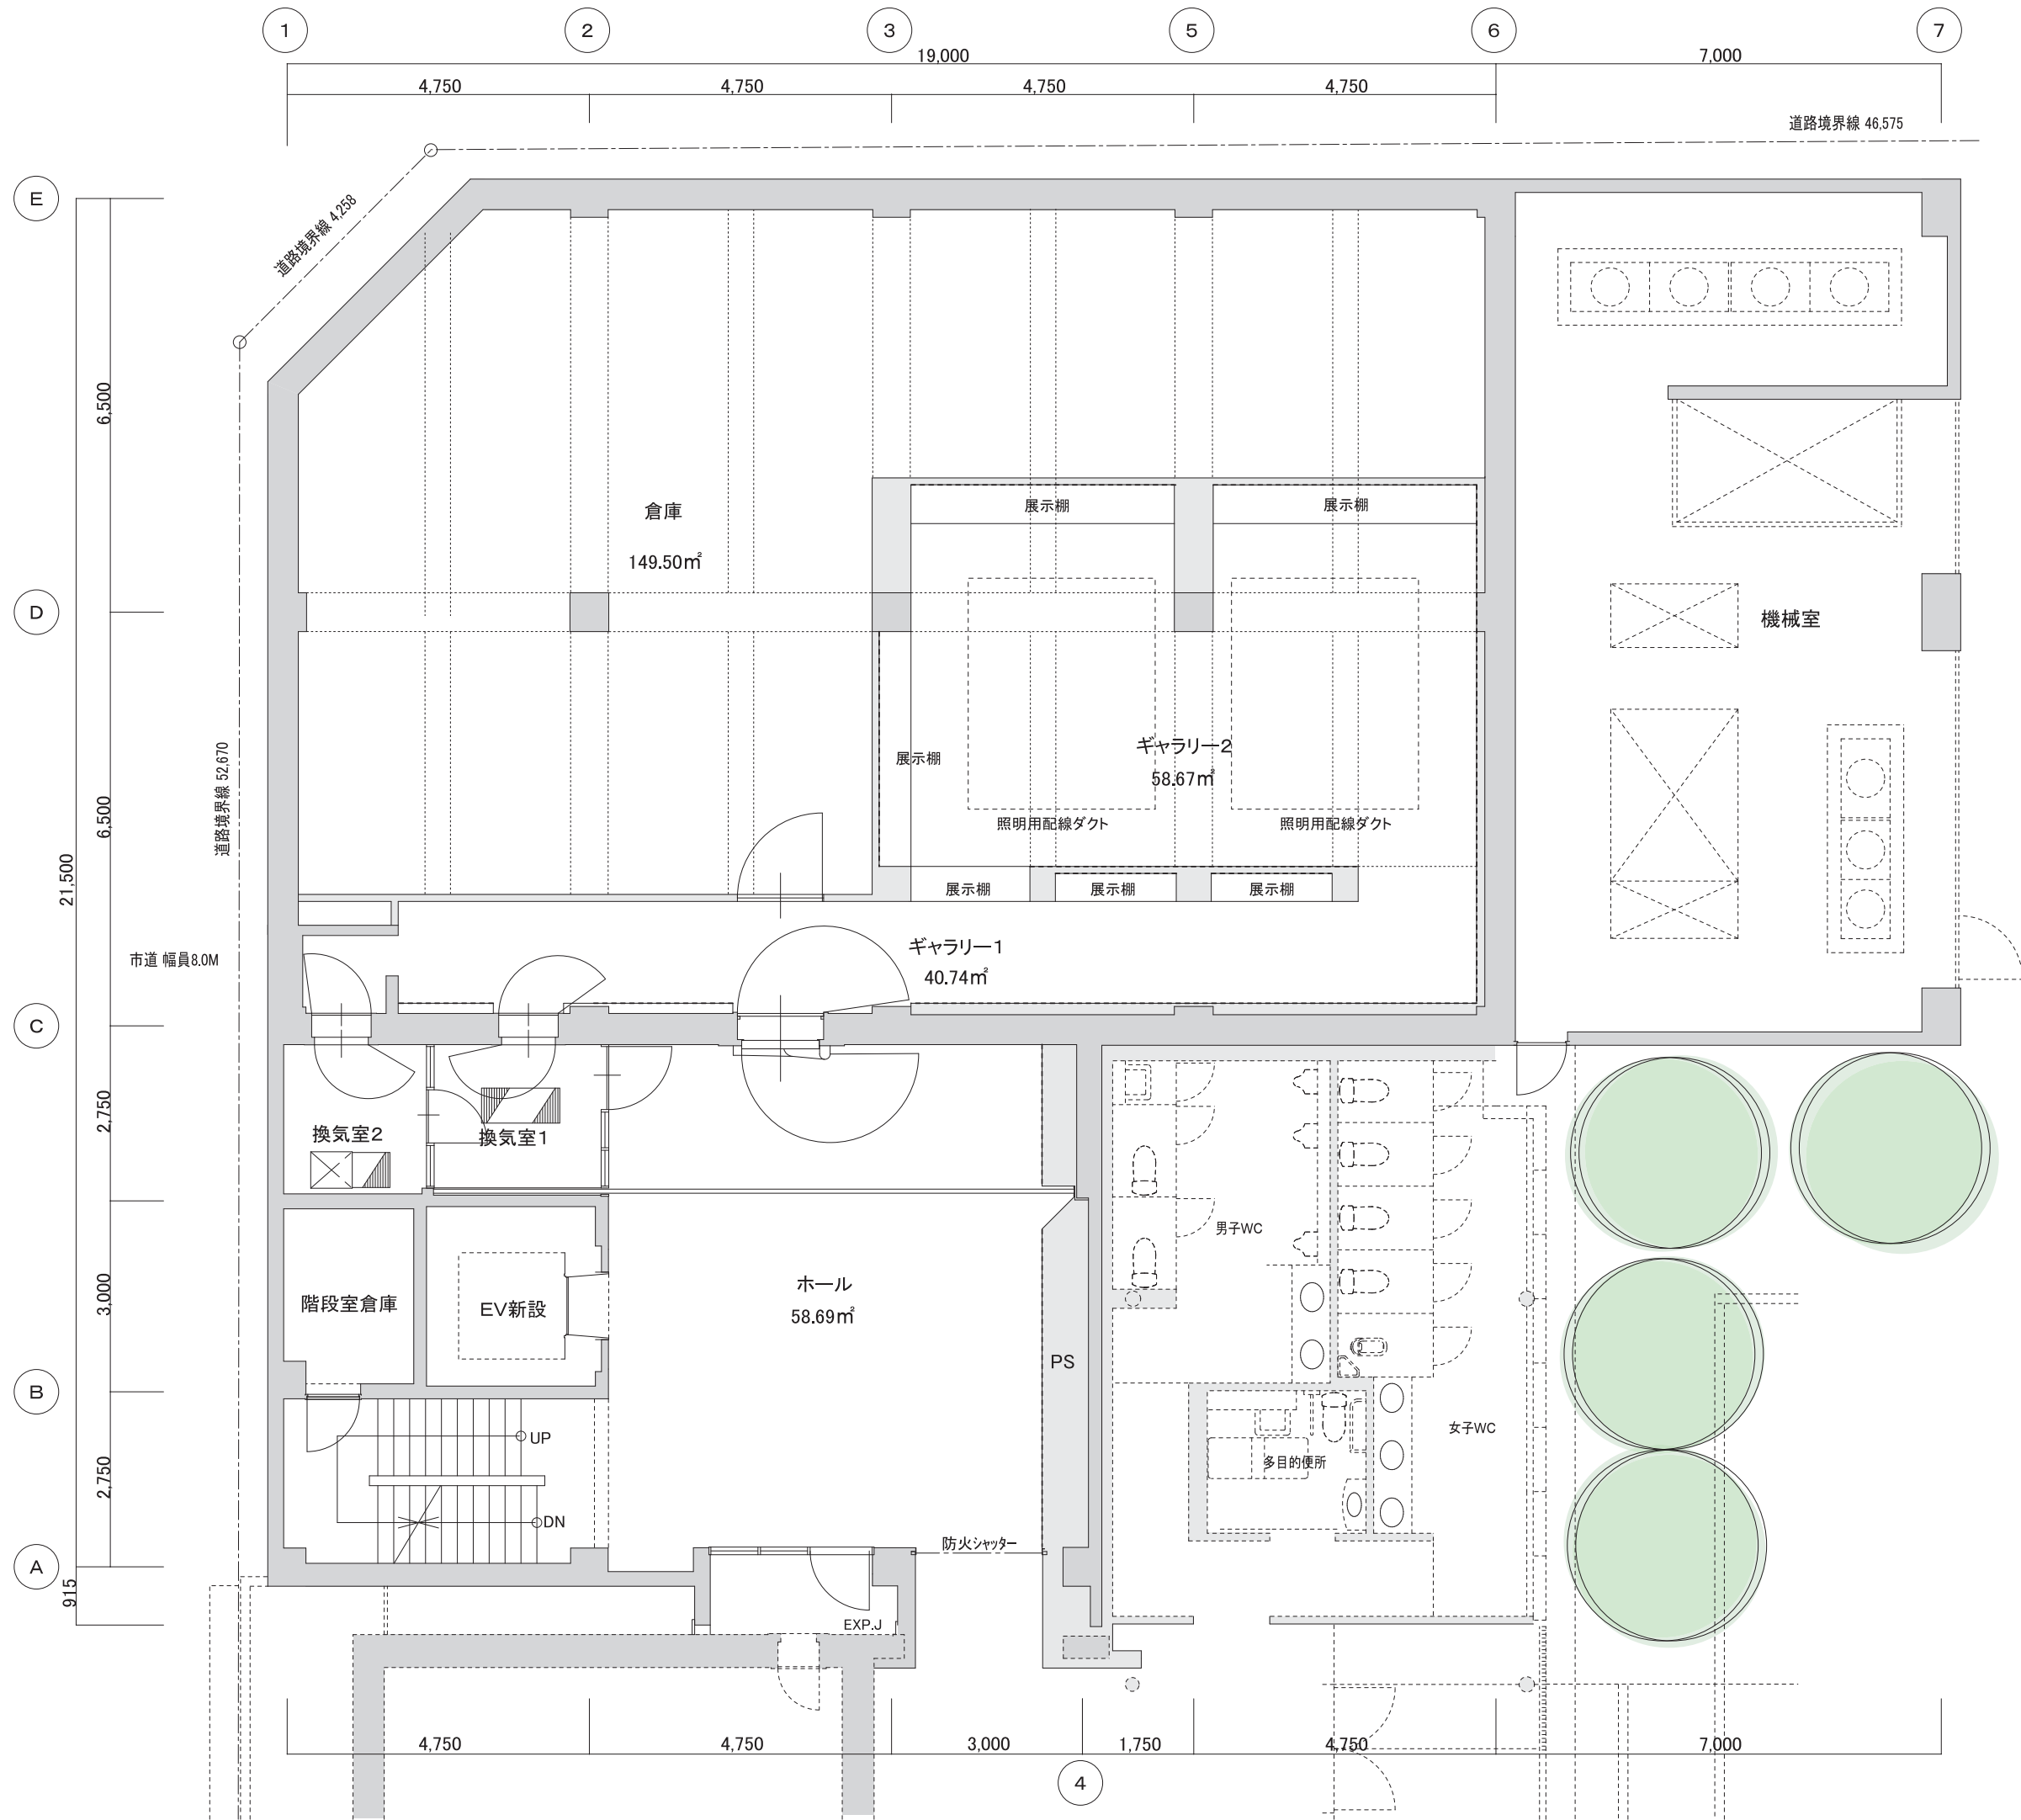 1
2
3
5
6
7
19,000
7,000
4,750
4,750
4,750
4,750
道路境界線 46,575
E
道路境界線 4,258
6,500
倉庫
149.50㎡
展示棚
展示棚
D
機械室
道路境界線 52,670
展示棚
ギャラリー2
58.67㎡
6,500
照明用配線ダクト
照明用配線ダクト
21,500
展示棚
展示棚
展示棚
市道 幅員8.0M
ギャラリー1
40.74㎡
C
2,750
換気室2
換気室1
男子WC
3,000
階段室倉庫
EV新設
ホール
58.69㎡
PS
B
UP
女子WC
多目的便所
2,750
DN
防火シャッター
A
915
EXP.J
4,750
4,750
3,000
1,750
4,750
7,000
4